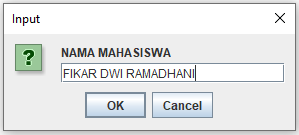 Input
NAMA MAHASISWA
FIKAR DWI RAMADHANI
OK Cancel